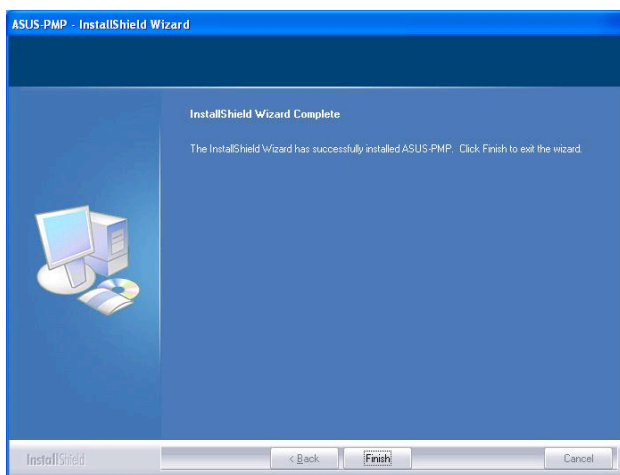 ASUS-PMP - InstallShield Wizard
InstallShield Wizard Complete
The InstallShield Wizard has successfully installed ASUS-PMP. Click Finish to exit the wizard.
InstallShield
< Back
Finish
Cancel